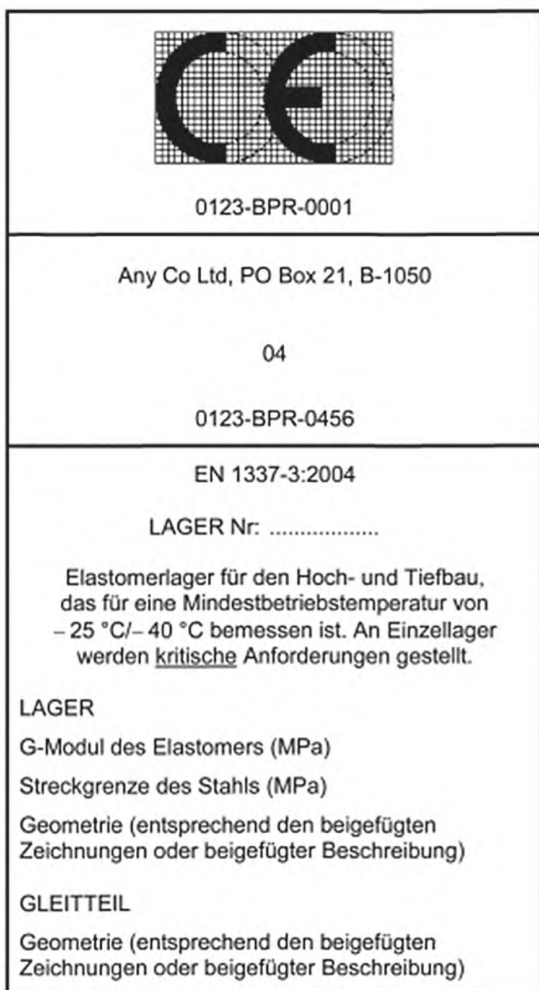 CE
0123-BPR-0001
Any Co Ltd, PO Box 21, B-1050
04
0123-BPR-0456
EN 1337-3:2004
LAGER Nr: ..................
Elastomerlager für den Hoch- und Tiefbau,
das für eine Mindestbetriebstemperatur von
– 25 °C/– 40 °C bemessen ist. An Einzellager
werden kritische Anforderungen gestellt.
LAGER
G-Modul des Elastomers (MPa)
Streckgrenze des Stahls (MPa)
Geometrie (entsprechend den beigefügten
Zeichnungen oder beigefügter Beschreibung)
GLEITTEIL
Geometrie (entsprechend den beigefügten
Zeichnungen oder beigefügter Beschreibung)